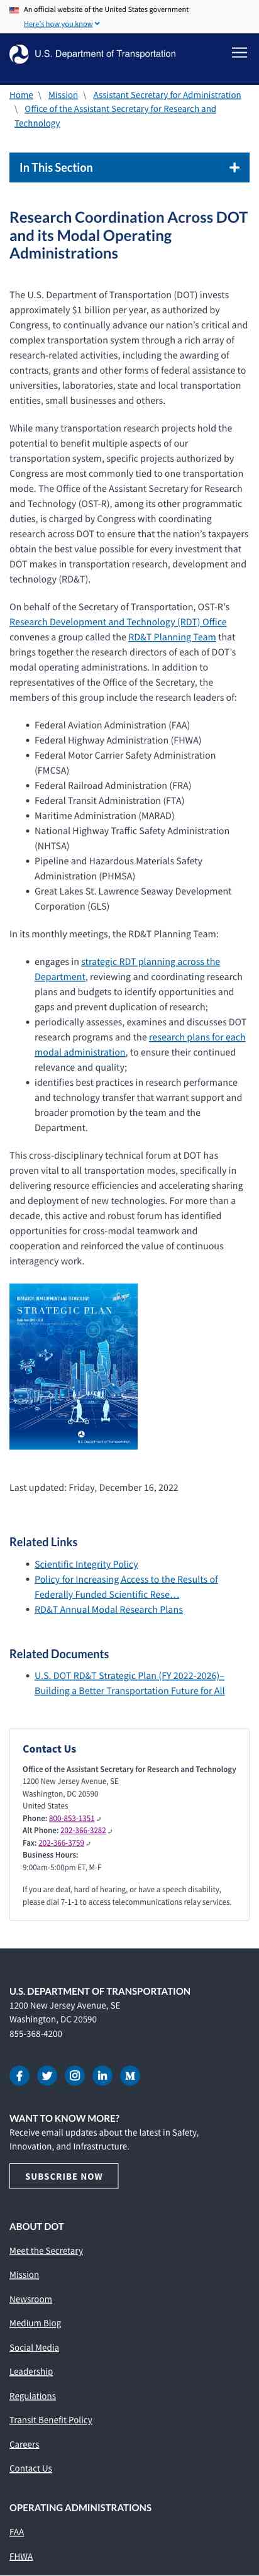 An official website of the United States government
Here's how you know
U.S. Department of Transportation
Home \ Mission \ Assistant Secretary for Administration
\ Office of the Assistant Secretary for Research and
Technology
In This Section
Research Coordination Across DOT
and its Modal Operating
Administrations
The U.S. Department of Transportation (DOT) invests
approximately $1 billion per year, as authorized by
Congress, to continually advance our nation's critical and
complex transportation system through a rich array of
research-related activities, including the awarding of
contracts, grants and other forms of federal assistance to
universities, laboratories, state and local transportation
entities, small businesses and others.
While many transportation research projects hold the
potential to benefit multiple aspects of our
transportation system, specific projects authorized by
Congress are sometimes tied to one transportation
mode. The Office of the Assistant Secretary for Research
and Technology (OST-R), among its other programmatic
duties, is charged by Congress with coordinating
research across DOT to ensure that the nation's taxpayers
obtain the best value possible for every investment that
DOT makes in transportation research, development and
technology (RD&T).
On behalf of the Secretary of Transportation, OST-R's
Research Development and Technology (RDT) Office
convenes a group called the RD&T Planning Team that
brings together the research directors of each of DOT's
modal operating administrations. In addition to
representatives of the Office of the Secretary, the
members of this group include the research leaders of:
• Federal Aviation Administration (FAA)
• Federal Highway Administration (FHWA)
• Federal Motor Carrier Safety Administration
(FMCSA)
• Federal Railroad Administration (FRA)
• Federal Transit Administration (FTA)
• Maritime Administration (MARAD)
• National Highway Traffic Safety Administration
(NHTSA)
• Pipeline and Hazardous Materials Safety
Administration (PHMSA)
• Great Lakes St. Lawrence Seaway Development
Corporation (GLS)
In its monthly meetings, the RD&T Planning Team:
• engages in strategic RDT planning across the
Department, reviewing and coordinating research
plans and budgets to identify opportunities and
gaps and prevent duplication of research;
• periodically assesses, examines and discusses DOT
research programs and the research plans for each
modal administration, to ensure their continued
relevance and quality;
• identifies best practices in research performance
and technology transfer that warrant support and
broader promotion by the team and the
Department.
This cross-disciplinary technical forum at DOT has
proven vital to all transportation modes, specifically in
delivering resource efficiencies and accelerating sharing
and deployment of new technologies. For more than a
decade, this active and robust forum has identified
opportunities for cross-modal teamwork and
cooperation and reinforced the value of continuous
interagency work.
RESEARCH, DEVELOPMENT, AND TECHNOLOGY
STRATEGIC PLAN
U.S. Department of Transportation
Last updated: Friday, December 16, 2022
Related Links
• Scientific Integrity Policy
• Policy for Increasing Access to the Results of
Federally Funded Scientific Rese…
• RD&T Annual Modal Research Plans
Related Documents
• U.S. DOT RD&T Strategic Plan (FY 2022-2026)–
Building a Better Transportation Future for All
Contact Us
Office of the Assistant Secretary for Research and Technology
1200 New Jersey Avenue, SE
Washington, DC 20590
United States
Phone: 800-853-1351
Alt Phone: 202-366-3282
Fax: 202-366-3759
Business Hours:
9:00am-5:00pm ET, M-F
If you are deaf, hard of hearing, or have a speech disability,
please dial 7-1-1 to access telecommunications relay services.
U.S. DEPARTMENT OF TRANSPORTATION
1200 New Jersey Avenue, SE
Washington, DC 20590
855-368-4200
WANT TO KNOW MORE?
Receive email updates about the latest in Safety,
Innovation, and Infrastructure.
SUBSCRIBE NOW
ABOUT DOT
Meet the Secretary
Mission
Newsroom
Medium Blog
Social Media
Leadership
Regulations
Transit Benefit Policy
Careers
Contact Us
OPERATING ADMINISTRATIONS
FAA
FHWA